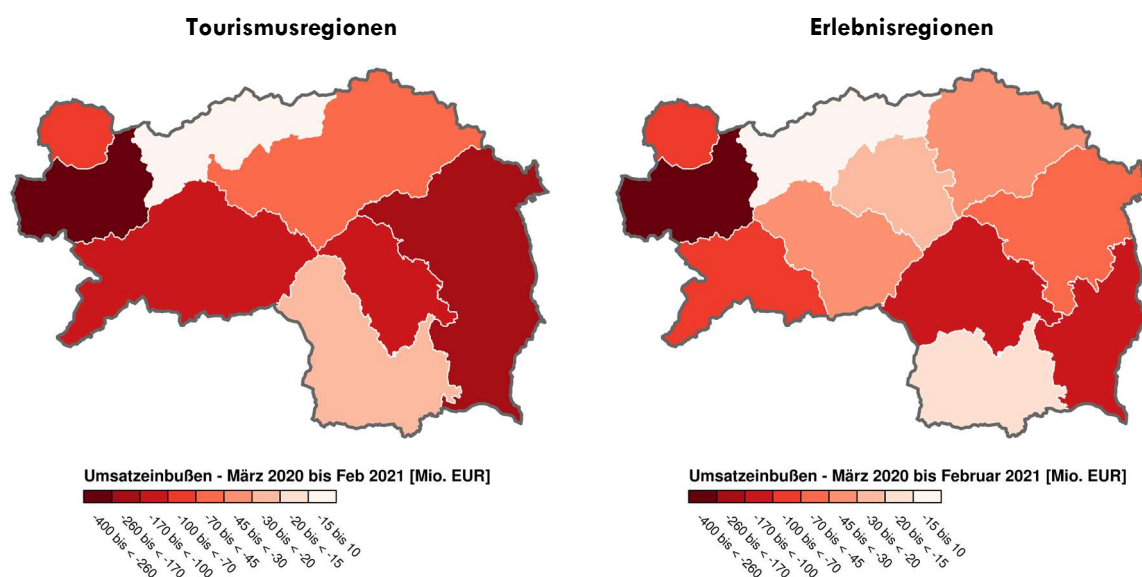 Tourismusregionen
Umsatzeinbußen - März 2020 bis Feb 2021 [Mio. EUR]
-400 bis < -260
-260 bis < -170
-170 bis < -100
-100 bis < -70
-70 bis < -45
-45 bis < -30
-30 bis < -20
-20 bis < -15
-15 bis 10
Erlebnisregionen
Umsatzeinbußen - März 2020 bis Februar 2021 [Mio. EUR]
-400 bis < -260
-260 bis < -170
-170 bis < -100
-100 bis < -70
-70 bis < -45
-45 bis < -30
-30 bis < -20
-20 bis < -15
-15 bis 10